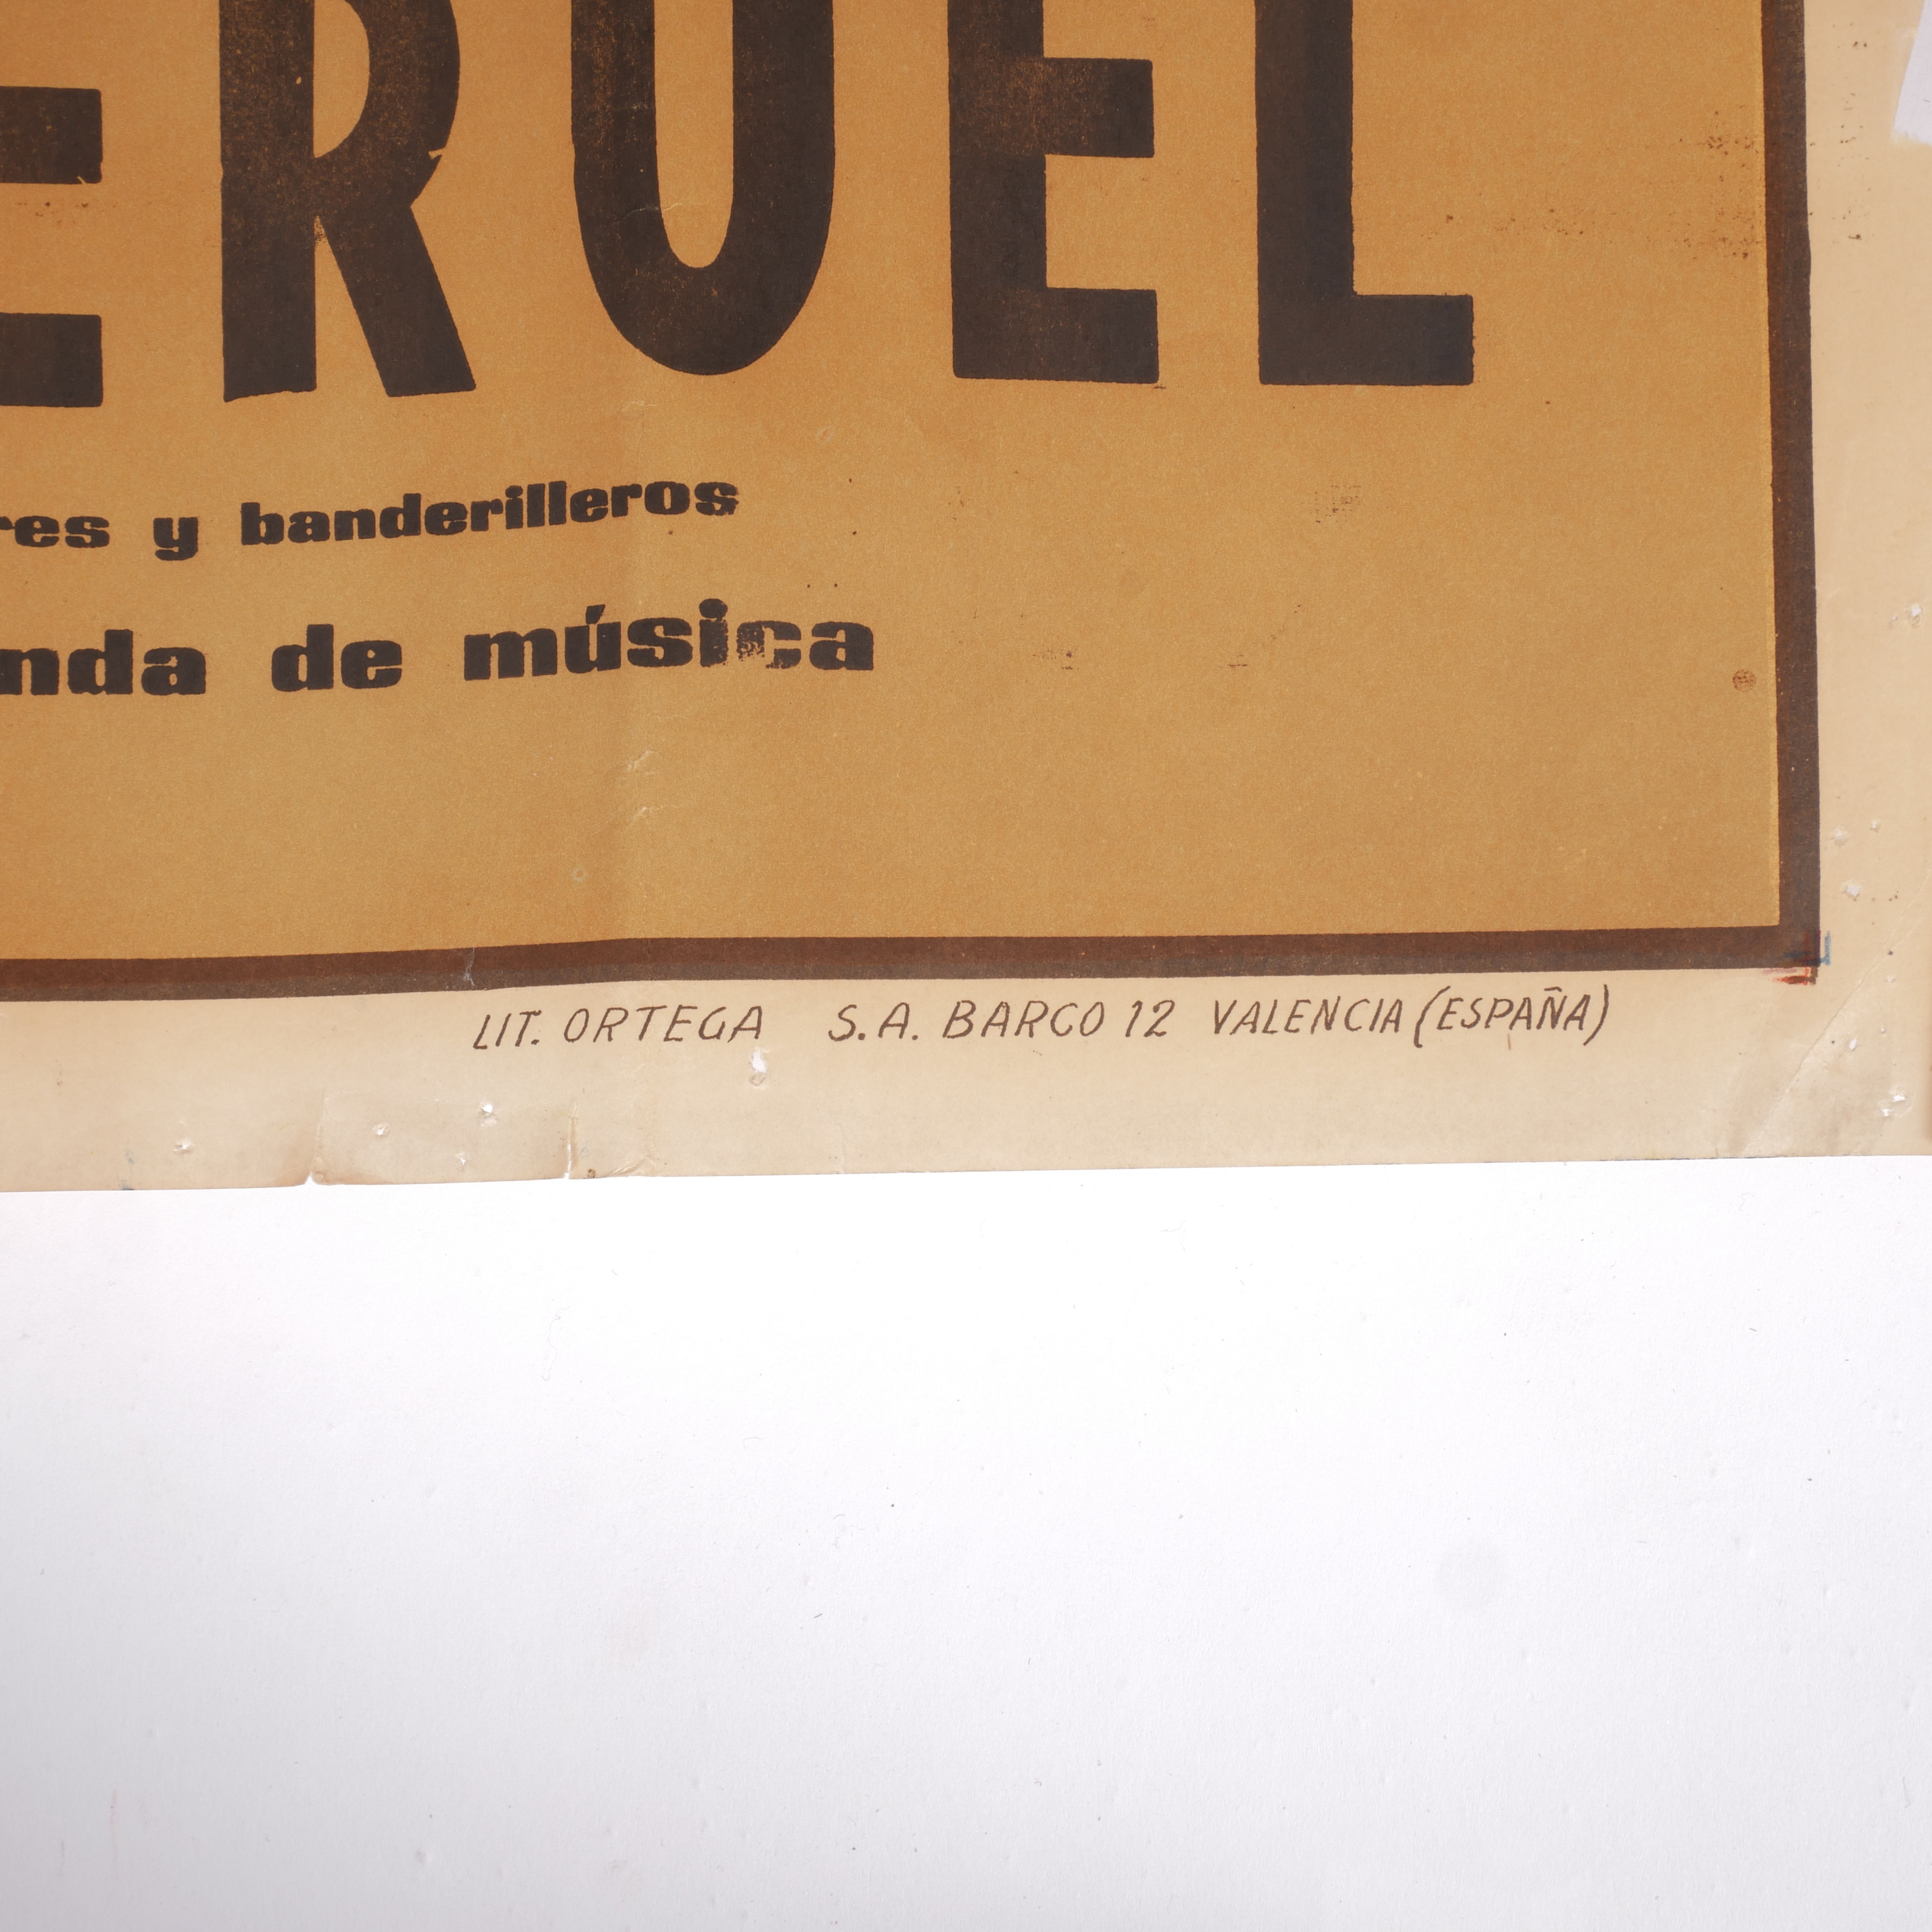 ERUEL
res y banderilleros
nda de música
LIT. ORTEGA S.A. BARCO 12 VALENCIA (ESPAÑA)